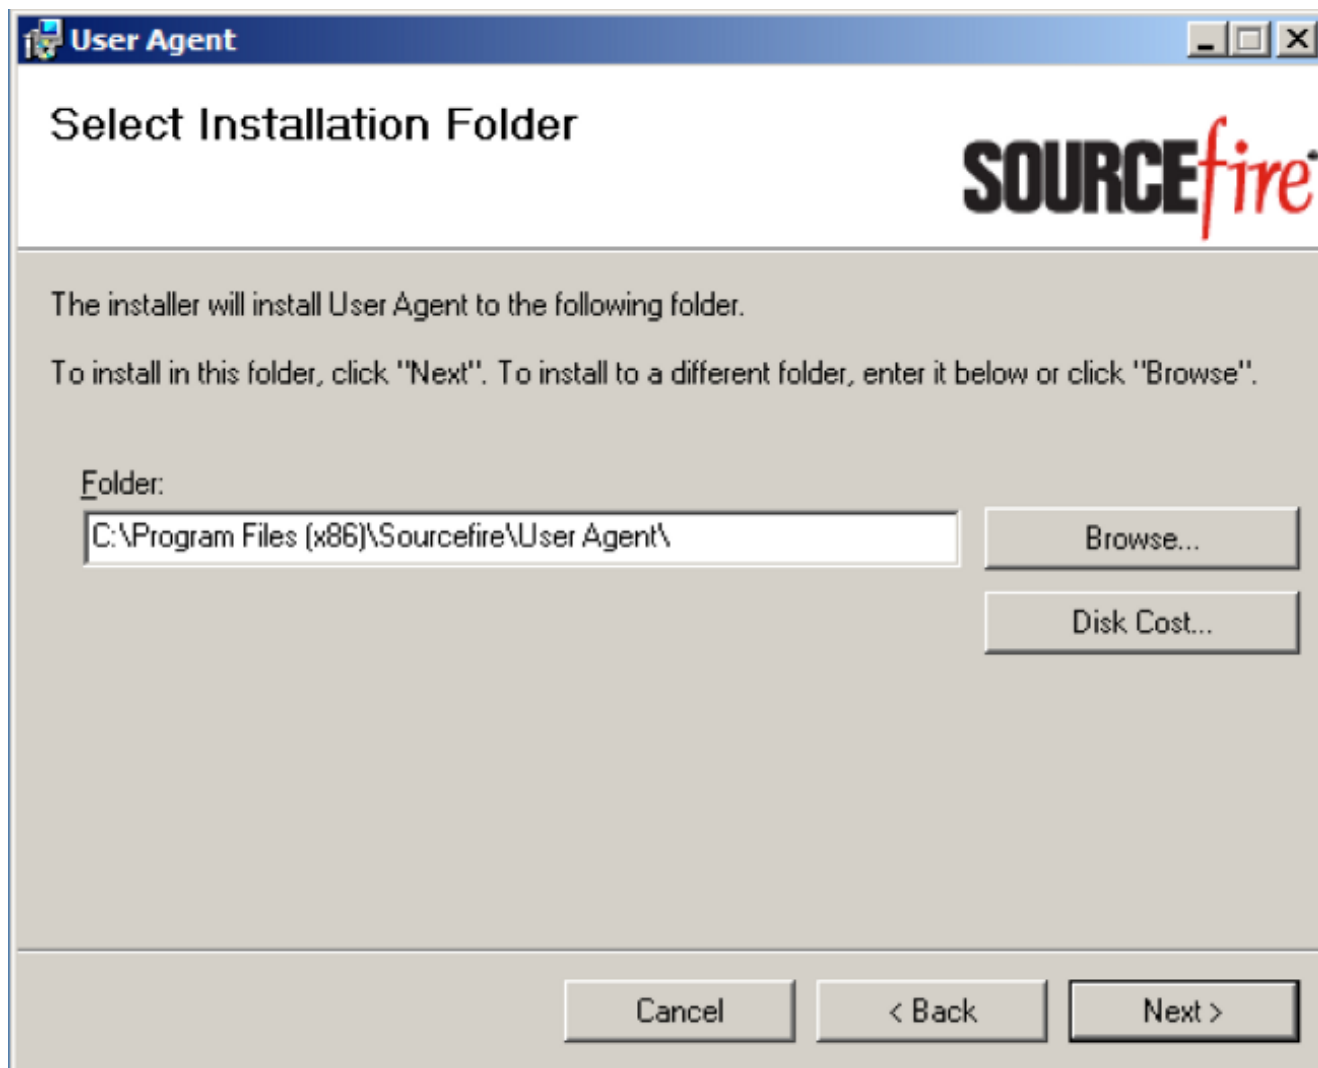 User Agent
Select Installation Folder
SOURCEfire
The installer will install User Agent to the following folder.
To install in this folder, click "Next". To install to a different folder, enter it below or click "Browse".
Folder:
C:\Program Files (x86)\Sourcefire\User Agent\
Browse...
Disk Cost...
Cancel
< Back
Next >